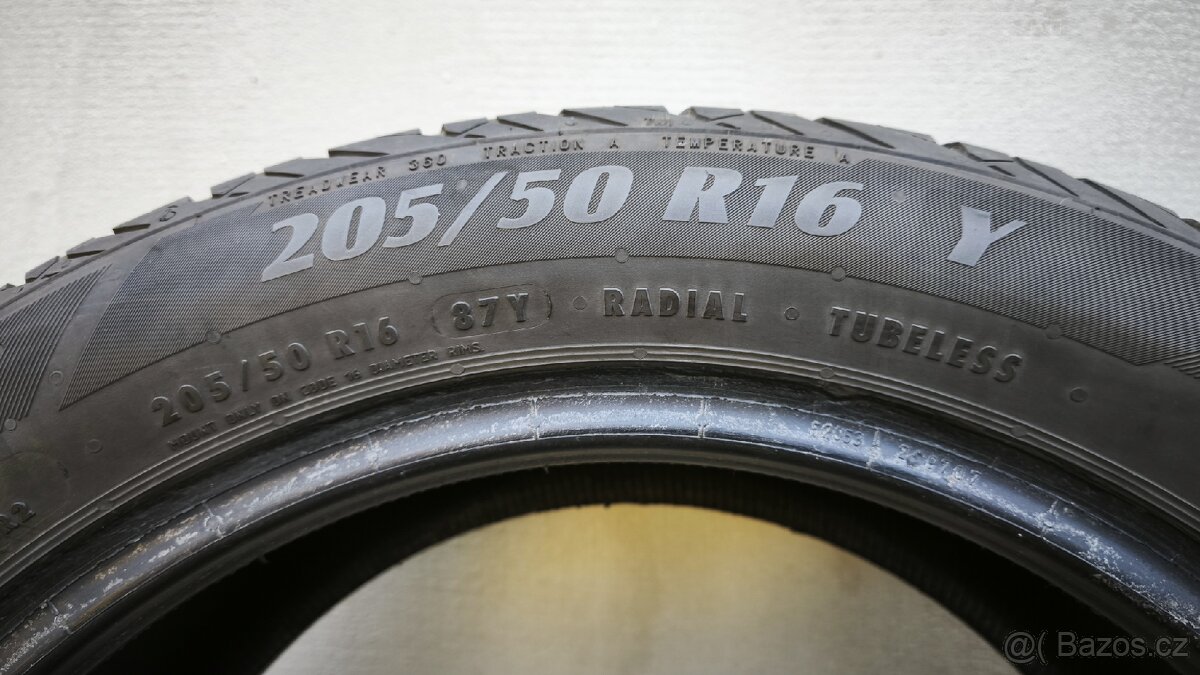 TREADWEAR 360 TRACTION A TEMPERATURE A
205/50 R16 Y
205/50 R16 87Y RADIAL TUBELESS
MOUNT ONLY ON CODE 16 DIAMETER RIMS.
R2
@( Bazos.cz